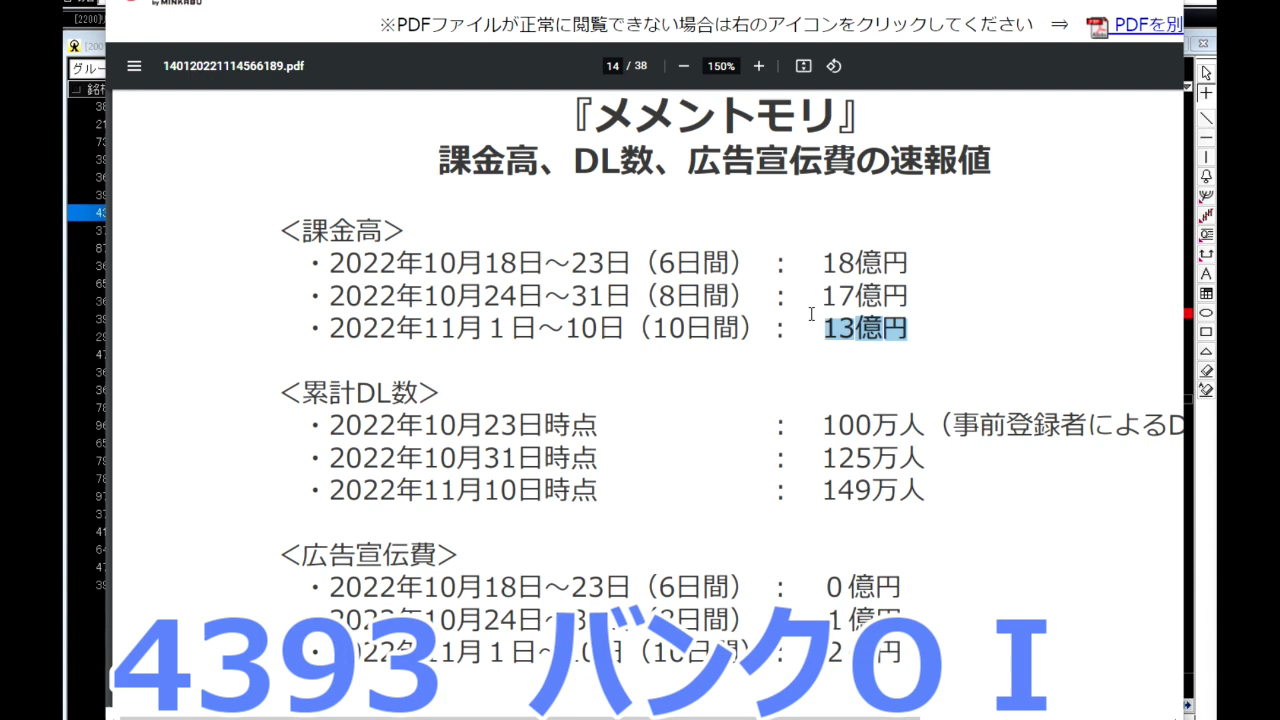 by MINKABU
[2200]
※PDFファイルが正常に閲覧できない場合は右のアイコンをクリックしてください ⇒ PDFを別
グルー
140120221114566189.pdf
14 / 38
150%
『メメントモリ』
課金高、DL数、広告宣伝費の速報値
＜課金高＞
・2022年10月18日～23日（6日間） ： 18億円
・2022年10月24日～31日（8日間） ： 17億円
・2022年11月１日～10日（10日間）： 13億円
＜累計DL数＞
・2022年10月23日時点 ： 100万人（事前登録者によるD
・2022年10月31日時点 ： 125万人
・2022年11月10日時点 ： 149万人
＜広告宣伝費＞
・2022年10月18日～23日（6日間） ： ０億円
4393 バンクO I